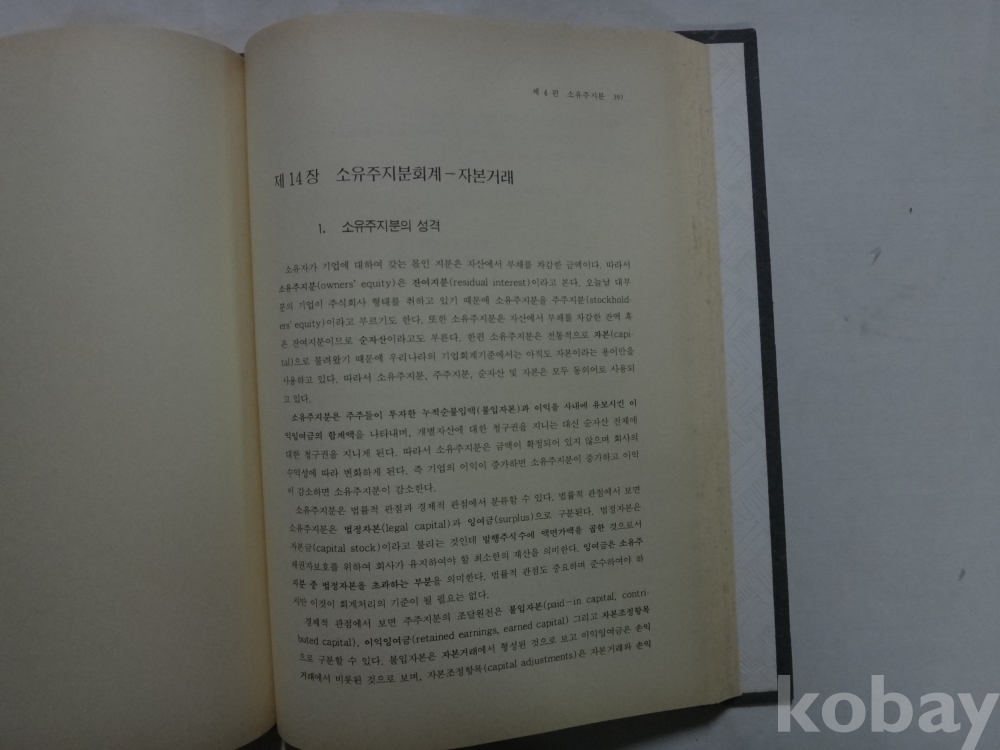 제 4 편 소유주지분 391
제 14 장 소유주지분회계－자본거래
1. 소유주지분의 성격
소유자가 기업에 대하여 갖는 몫인 지분은 자산에서 부채를 차감한 금액이다. 따라서
소유주지분(owners' equity)은 잔여지분(residual interest)이라고 본다. 오늘날 대부
분의 기업이 주식회사 형태를 취하고 있기 때문에 소유주지분을 주주지분(stockhold-
ers' equity)이라고 부르기도 한다. 또한 소유주지분은 자산에서 부채를 차감한 잔액 혹
은 잔여지분이므로 순자산이라고도 부른다. 한편 소유주지분은 전통적으로 자본(capi-
tal)으로 불려왔기 때문에 우리나라의 기업회계기준에서는 아직도 자본이라는 용어만을
사용하고 있다. 따라서 소유주지분, 주주지분, 순자산 및 자본은 모두 동의어로 사용되
고 있다.
소유주지분은 주주들이 투자한 누적순불입액(불입자본)과 이익을 사내에 유보시킨 이
익잉여금의 합계액을 나타내며, 개별자산에 대한 청구권을 지니는 대신 순자산 전체에
대한 청구권을 지니게 된다. 따라서 소유주지분은 금액이 확정되어 있지 않으며 회사의
수익성에 따라 변화하게 된다. 즉 기업의 이익이 증가하면 소유주지분이 증가하고 이익
이 감소하면 소유주지분이 감소한다.
소유주지분은 법률적 관점과 경제적 관점에서 분류할 수 있다. 법률적 관점에서 보면
소유주지분은 법정자본(legal capital)과 잉여금(surplus)으로 구분된다. 법정자본은
자본금(capital stock)이라고 불리는 것인데 발행주식수에 액면가액을 곱한 것으로서
채권자보호를 위하여 회사가 유지하여야 할 최소한의 재산을 의미한다. 잉여금은 소유주
지분 중 법정자본을 초과하는 부분을 의미한다. 법률적 관점도 중요하며 준수하여야 하
지만 이것이 회계처리의 기준이 될 필요는 없다.
경제적 관점에서 보면 주주지분의 조달원천은 불입자본(paid－in capital, contri-
buted capital), 이익잉여금(retained earnings, earned capital) 그리고 자본조정항목
으로 구분할 수 있다. 불입자본은 자본거래에서 형성된 것으로 보고 이익잉여금은 손익
거래에서 비롯된 것으로 보며, 자본조정항목(capital adjustments)은 자본거래와 손익
kobay